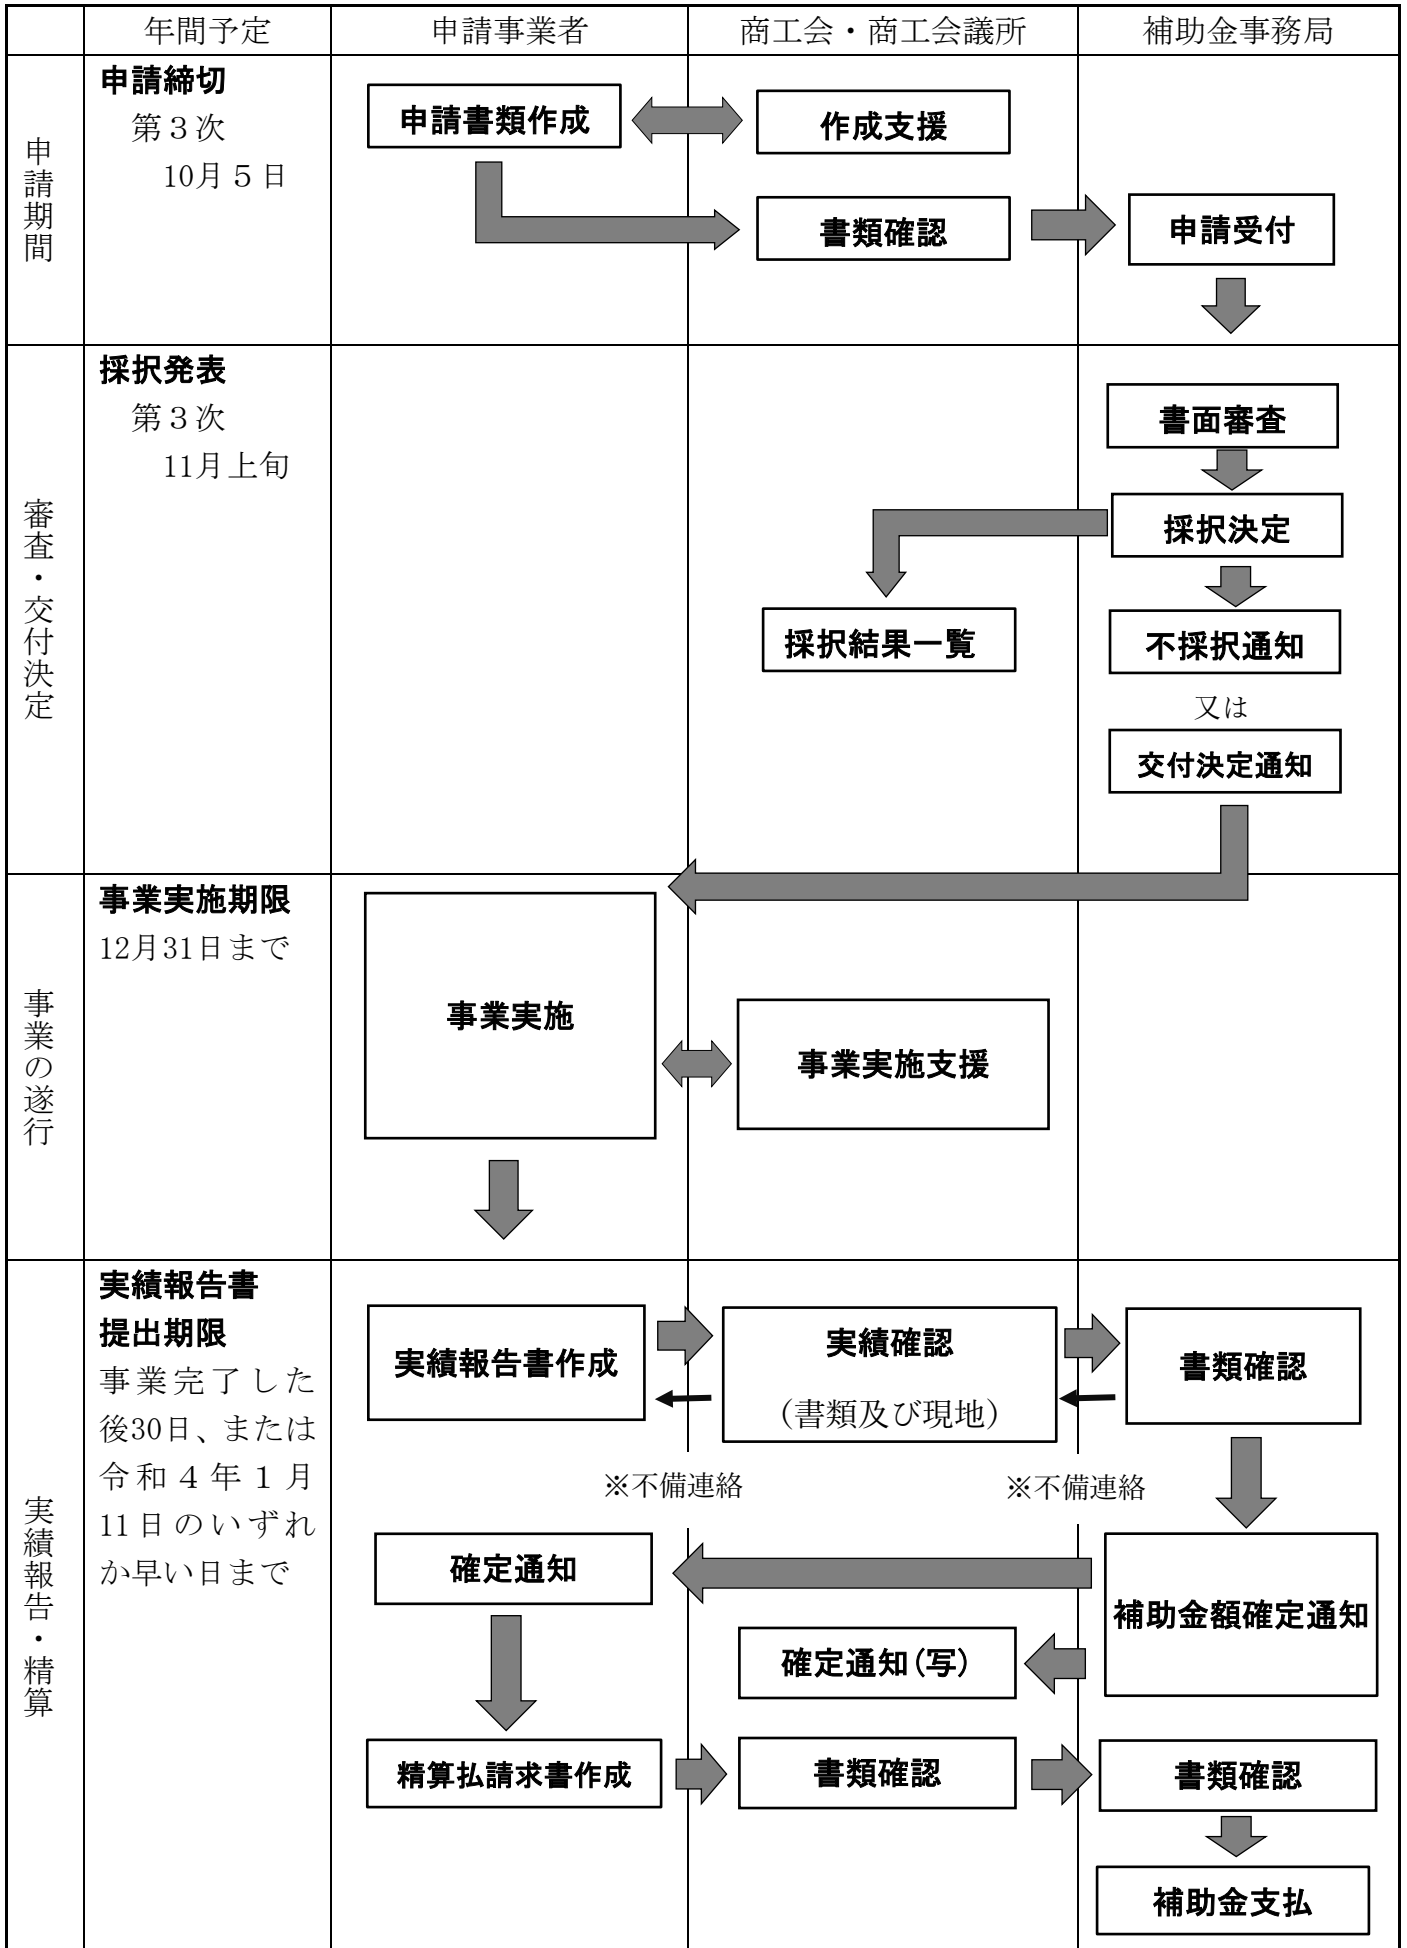 年間予定
申請事業者
商工会・商工会議所
補助金事務局
申請期間
申請締切
第３次
10月５日
申請書類作成
作成支援
書類確認
申請受付
審査・交付決定
採択発表
第３次
11月上旬
書面審査
採択決定
採択結果一覧
不採択通知
又は
交付決定通知
事業の遂行
事業実施期限
12月31日まで
事業実施
事業実施支援
実績報告・精算
実績報告書
提出期限
事業完了した
後30日、または
令和４年１月
11日のいずれ
か早い日まで
実績報告書作成
実績確認
（書類及び現地）
書類確認
※不備連絡
※不備連絡
確定通知
補助金額確定通知
確定通知（写）
精算払請求書作成
書類確認
書類確認
補助金支払